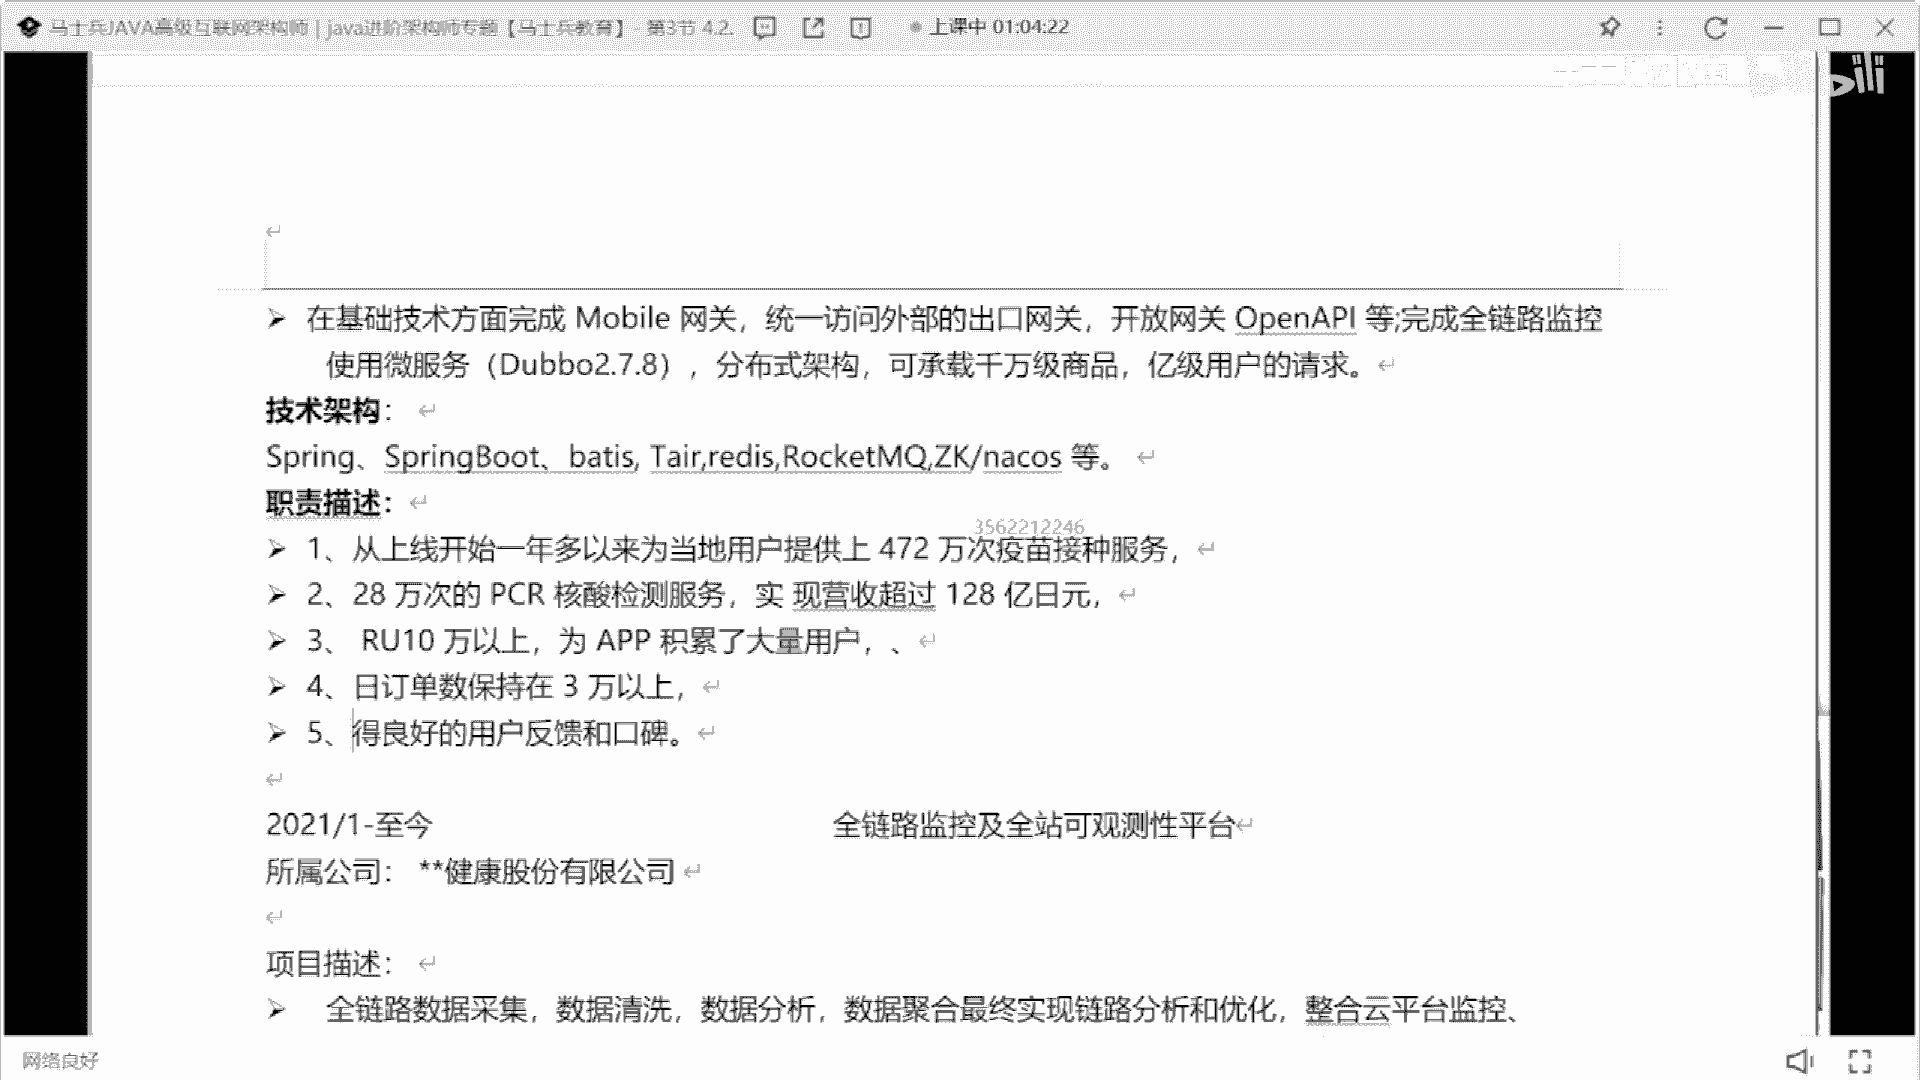 马士兵JAVA高级互联网架构师 | java进阶架构师专题【马士兵教育】 - 第3节 4.2.
上课中 01:04:22
➢ 在基础技术方面完成 Mobile 网关，统一访问外部的出口网关，开放网关 OpenAPI 等;完成全链路监控
使用微服务（Dubbo2.7.8），分布式架构，可承载千万级商品，亿级用户的请求。
技术架构：
Spring、SpringBoot、batis, Tair,redis,RocketMQ,ZK/nacos 等。
职责描述：
3562212246
➢ 1、从上线开始一年多以来为当地用户提供上 472 万次疫苗接种服务，
➢ 2、28 万次的 PCR 核酸检测服务，实 现营收超过 128 亿日元，
➢ 3、 RU10 万以上，为 APP 积累了大量用户，、
➢ 4、日订单数保持在 3 万以上，
➢ 5、得良好的用户反馈和口碑。
2021/1-至今 全链路监控及全站可观测性平台
所属公司： **健康股份有限公司
项目描述：
➢ 全链路数据采集，数据清洗，数据分析，数据聚合最终实现链路分析和优化，整合云平台监控、
网络良好